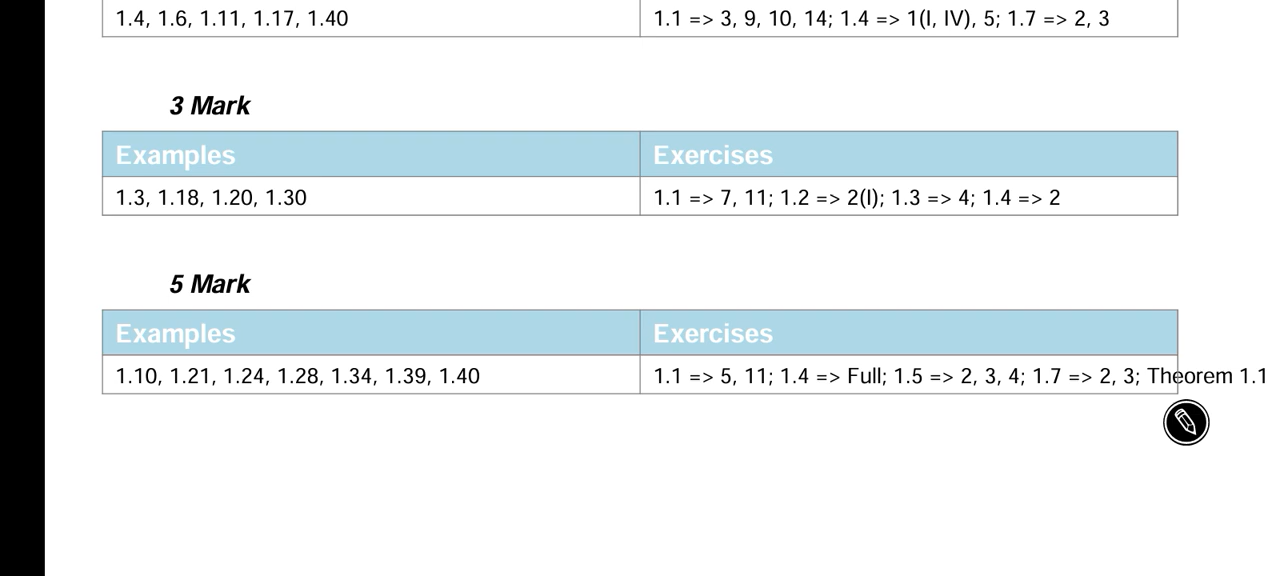 1.4, 1.6, 1.11, 1.17, 1.40 1.1 => 3, 9, 10, 14; 1.4 => 1(I, IV), 5; 1.7 => 2, 3
3 Mark
Examples Exercises
1.3, 1.18, 1.20, 1.30 1.1 => 7, 11; 1.2 => 2(I); 1.3 => 4; 1.4 => 2
5 Mark
Examples Exercises
1.10, 1.21, 1.24, 1.28, 1.34, 1.39, 1.40 1.1 => 5, 11; 1.4 => Full; 1.5 => 2, 3, 4; 1.7 => 2, 3; Theorem 1.1